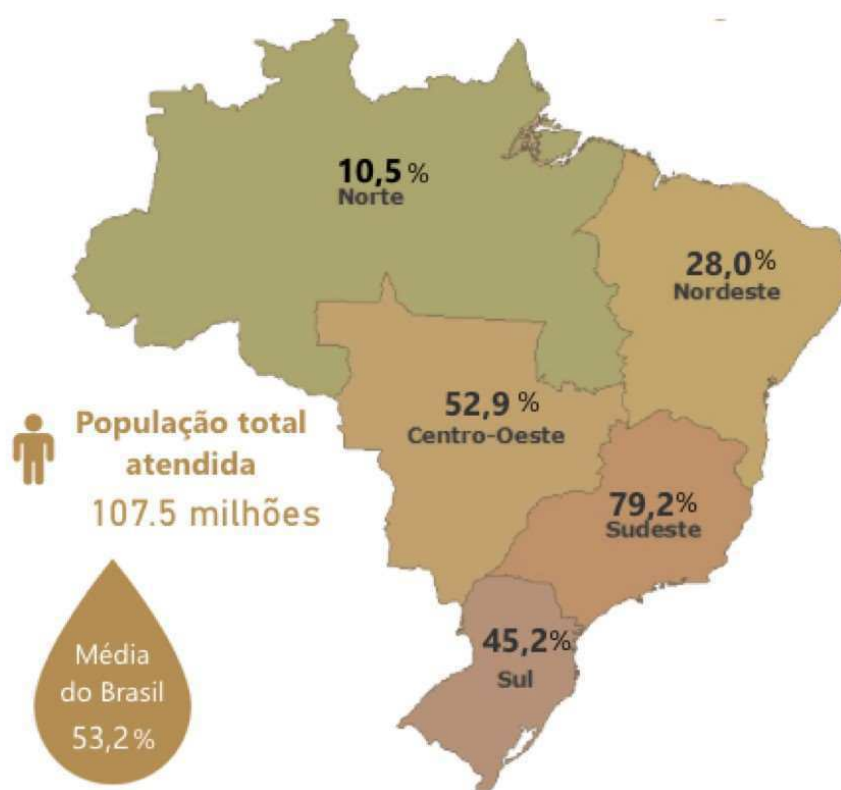 10,5 %
Norte
28,0%
Nordeste
52,9 %
Centro-Oeste
População total
atendida
107.5 milhões
79,2%
Sudeste
45,2%
Sul
Média
do Brasil
53,2%